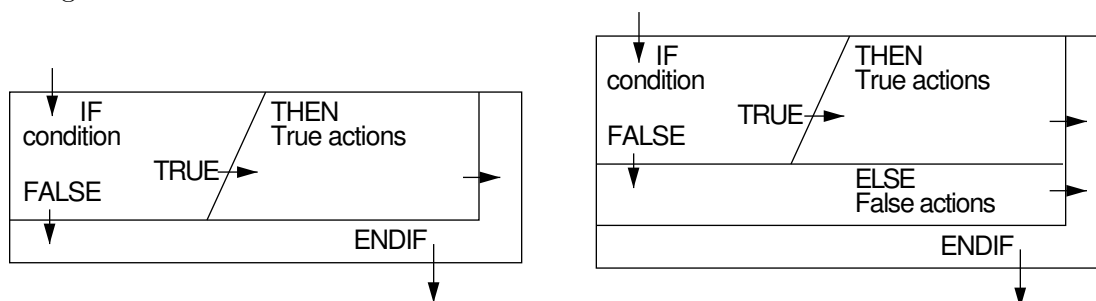 IF
condition
TRUE
FALSE
THEN
True actions
ENDIF
IF
condition
TRUE
FALSE
THEN
True actions
ELSE
False actions
ENDIF